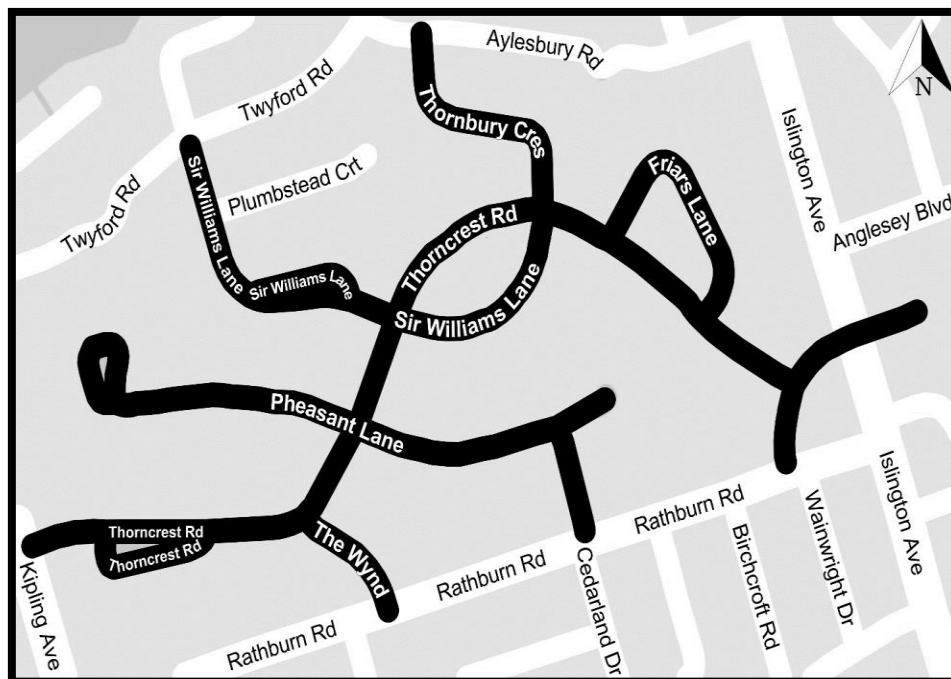 Aylesbury Rd
Twyford Rd
N
Thornbury Cres
Islington Ave
Sir Williams Lane
Plumbstead Crt
Friars Lane
Twyford Rd
Thorncrest Rd
Anglesey Blvd
Sir Williams Lane
Sir Williams Lane
Pheasant Lane
Thorncrest Rd
Thorncrest Rd
The Wynd
Rathburn Rd
Rathburn Rd
Rathburn Rd
Wainwright Dr
Islington Ave
Birchcroft Rd
Cedarland Dr
Kipling Ave